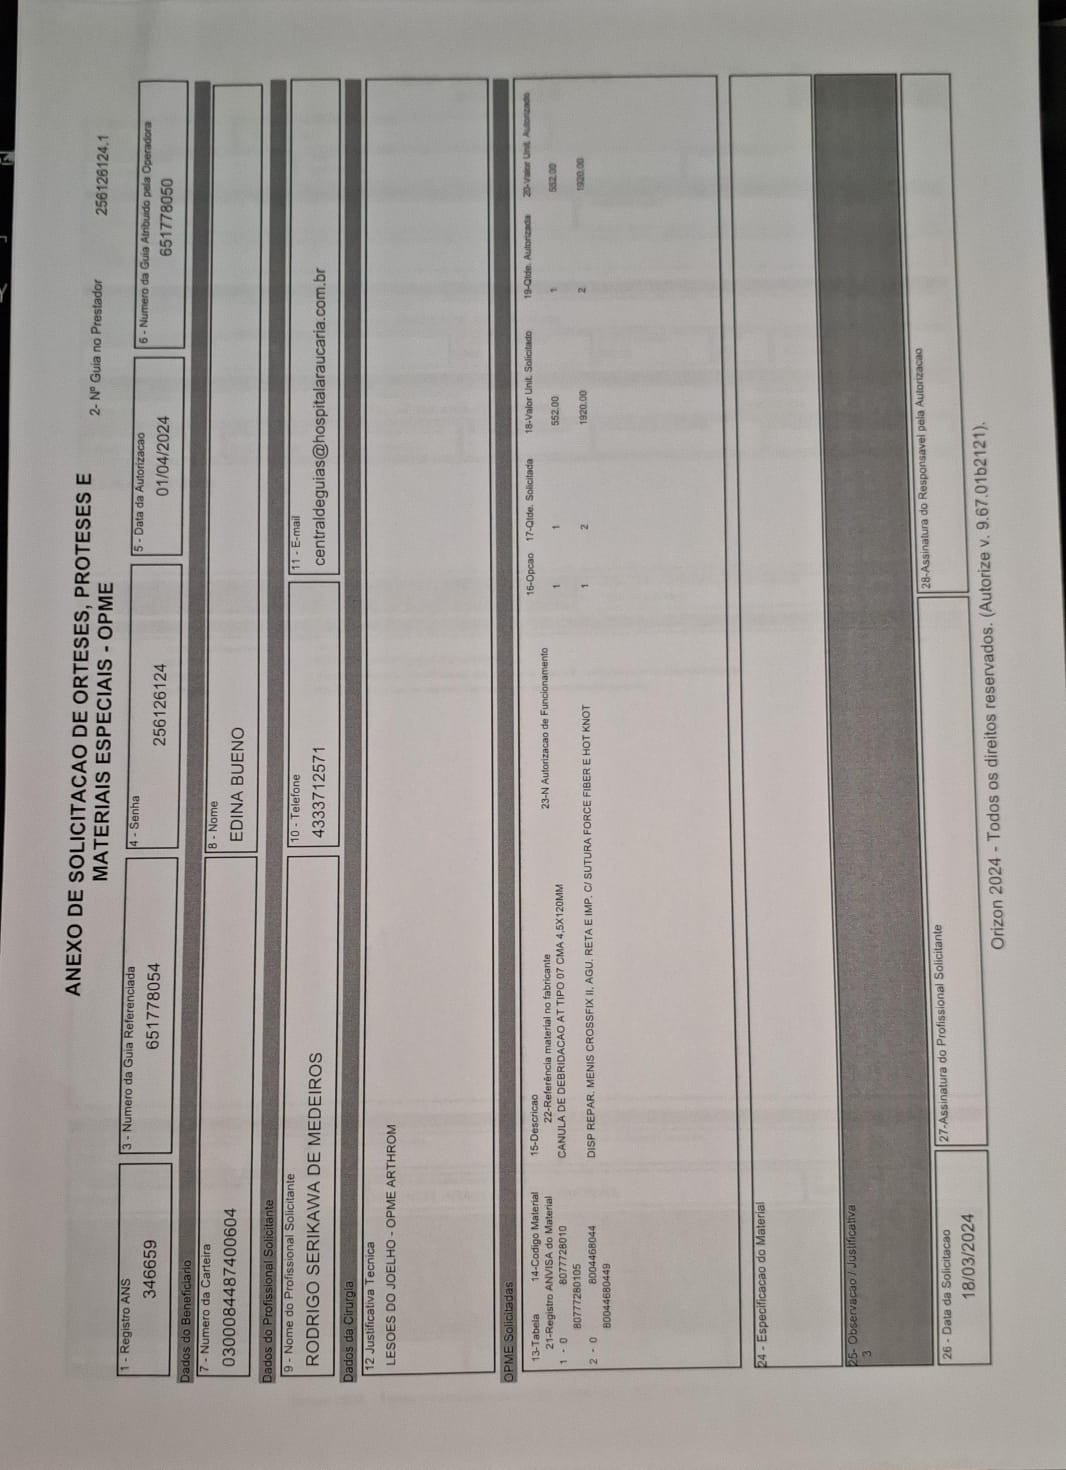 ANEXO DE SOLICITACAO DE ORTESES, PROTESES E
MATERIAIS ESPECIAIS - OPME
2- Nº Guia no Prestador 256126124,1
1 - Registro ANS
346659
3 - Numero da Guia Referenciada
651778054
4 - Senha
256126124
5 - Data da Autorizacao
01/04/2024
6 - Numero da Guia Atribuido pela Operadora
651778050
Dados do Beneficiario
7 - Numero da Carteira
0300084487400604
8 - Nome
EDINA BUENO
Dados do Profissional Solicitante
9 - Nome do Profissional Solicitante
RODRIGO SERIKAWA DE MEDEIROS
10 - Telefone
4333712571
11 - E-mail
centraldeguias@hospitalaraucaria.com.br
Dados da Cirurgia
12 Justificativa Tecnica
LESOES DO JOELHO - OPME ARTHROM
OPME Solicitadas
13-Tabela 14-Codigo Material 15-Descricao 16-Opcao 17-Qtde. Solicitada 18-Valor Unit. Solicitado 19-Qtde. Autorizada 20-Valor Unit. Autorizado
21-Registro ANVISA do Material 22-Referência material no fabricante 23-N Autorizacao de Funcionamento
1 - 0 8077728010 CANULA DE DEBRIDACAO AT TIPO 07 CMA 4,5X120MM 1 1 552.00 1 552.00
80777280105
2 - 0 8004468044 DISP REPAR. MENIS CROSSFIX II, AGU. RETA E IMP. C/ SUTURA FORCE FIBER E HOT KNOT 1 2 1920.00 2 1920.00
80044680449
24 - Especificacao do Material
25- Observacao / Justificativa
3
26 - Data da Solicitacao
18/03/2024
27-Assinatura do Profissional Solicitante
28-Assinatura do Responsavel pela Autorizacao
Orizon 2024 - Todos os direitos reservados. (Autorize v. 9.67.01b2121).